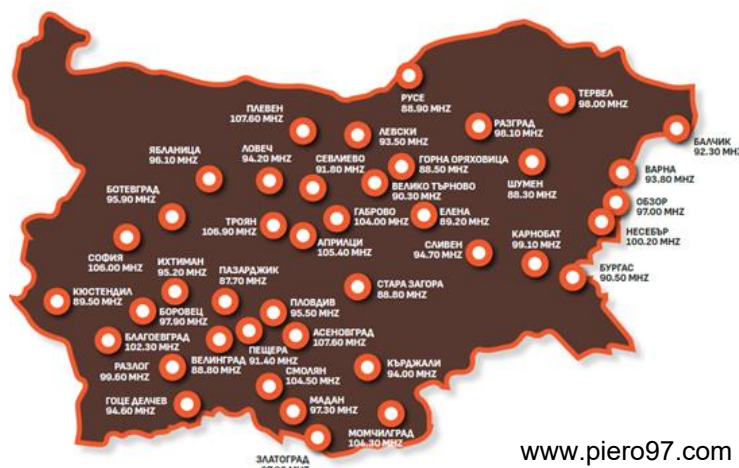 РУСЕ
88.90 MHZ
ТЕРВЕЛ
98.00 MHZ
ПЛЕВЕН
107.60 MHZ
ЛЕВСКИ
93.50 MHZ
РАЗГРАД
98.10 MHZ
БАЛЧИК
92.30 MHZ
ЯБЛАНИЦА
96.10 MHZ
ЛОВЕЧ
94.20 MHZ
СЕВЛИЕВО
91.80 MHZ
ГОРНА ОРЯХОВИЦА
88.50 MHZ
ШУМЕН
88.30 MHZ
ВАРНА
93.80 MHZ
БОТЕВГРАД
95.90 MHZ
ВЕЛИКО ТЪРНОВО
90.30 MHZ
ОБЗОР
97.00 MHZ
ТРОЯН
106.90 MHZ
ГАБРОВО
104.00 MHZ
ЕЛЕНА
89.20 MHZ
НЕСЕБЪР
100.20 MHZ
АПРИЛЦИ
105.40 MHZ
СЛИВЕН
94.70 MHZ
КАРНОБАТ
99.10 MHZ
СОФИЯ
106.00 MHZ
ИХТИМАН
95.20 MHZ
ПАЗАРДЖИК
87.70 MHZ
СТАРА ЗАГОРА
88.80 MHZ
БУРГАС
90.50 MHZ
КЮСТЕНДИЛ
89.50 MHZ
БОРОВЕЦ
97.90 MHZ
ПЛОВДИВ
95.50 MHZ
БЛАГОЕВГРАД
102.30 MHZ
АСЕНОВГРАД
107.60 MHZ
ПЕЩЕРА
91.40 MHZ
РАЗЛОГ
99.60 MHZ
ВЕЛИНГРАД
88.80 MHZ
СМОЛЯН
104.50 MHZ
КЪРДЖАЛИ
94.00 MHZ
ГОЦЕ ДЕЛЧЕВ
94.60 MHZ
МАДАН
97.30 MHZ
МОМЧИЛГРАД
106.30 MHZ
ЗЛАТОГРАД
www.piero97.com